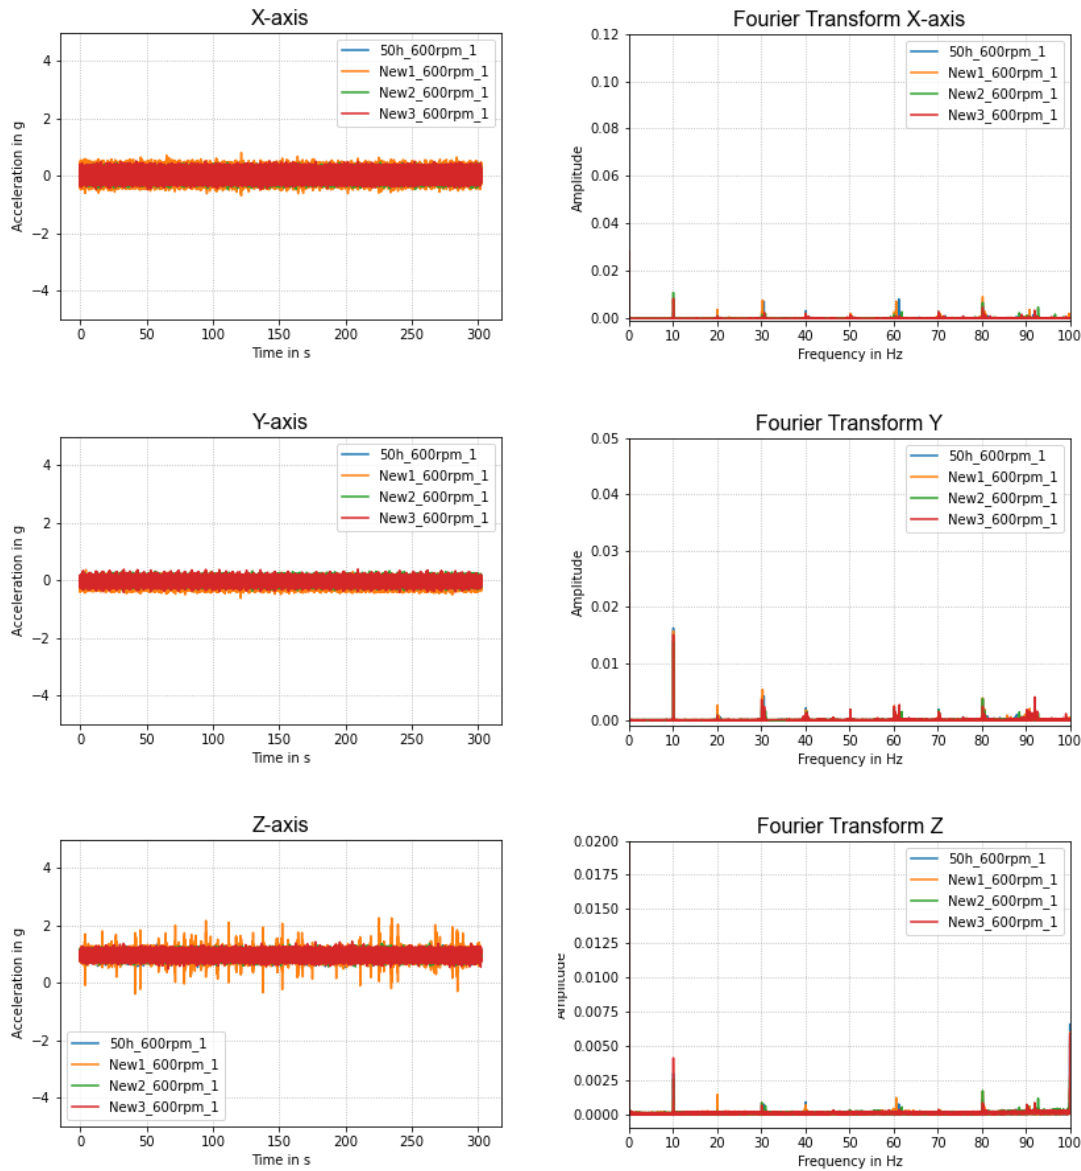 X-axis
Acceleration in g
4
2
0
−2
−4
0 50 100 150 200 250 300
Time in s
50h_600rpm_1
New1_600rpm_1
New2_600rpm_1
New3_600rpm_1
Fourier Transform X-axis
Amplitude
0.12
0.10
0.08
0.06
0.04
0.02
0.00
0 10 20 30 40 50 60 70 80 90 100
Frequency in Hz
50h_600rpm_1
New1_600rpm_1
New2_600rpm_1
New3_600rpm_1
Y-axis
Acceleration in g
4
2
0
−2
−4
0 50 100 150 200 250 300
Time in s
50h_600rpm_1
New1_600rpm_1
New2_600rpm_1
New3_600rpm_1
Fourier Transform Y
Amplitude
0.05
0.04
0.03
0.02
0.01
0.00
0 10 20 30 40 50 60 70 80 90 100
Frequency in Hz
50h_600rpm_1
New1_600rpm_1
New2_600rpm_1
New3_600rpm_1
Z-axis
Acceleration in g
4
2
0
−2
−4
0 50 100 150 200 250 300
Time in s
50h_600rpm_1
New1_600rpm_1
New2_600rpm_1
New3_600rpm_1
Fourier Transform Z
Amplitude
0.0200
0.0175
0.0150
0.0125
0.0100
0.0075
0.0050
0.0025
0.0000
0 10 20 30 40 50 60 70 80 90 100
Frequency in Hz
50h_600rpm_1
New1_600rpm_1
New2_600rpm_1
New3_600rpm_1